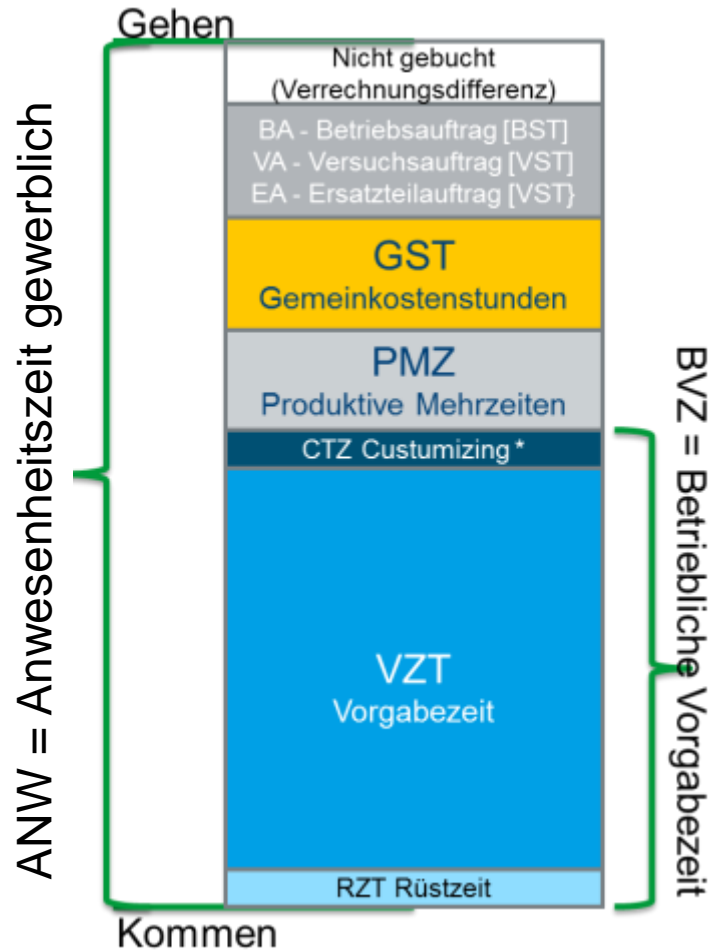 Gehen
ANW = Anwesenheitszeit gewerblich
Nicht gebucht
(Verrechnungsdifferenz)
BA - Betriebsauftrag [BST]
VA - Versuchsauftrag [VST]
EA - Ersatzteilauftrag [VST}
GST
Gemeinkostenstunden
PMZ
Produktive Mehrzeiten
CTZ Custumizing *
VZT
Vorgabezeit
RZT Rüstzeit
BVZ = Betriebliche Vorgabezeit
Kommen